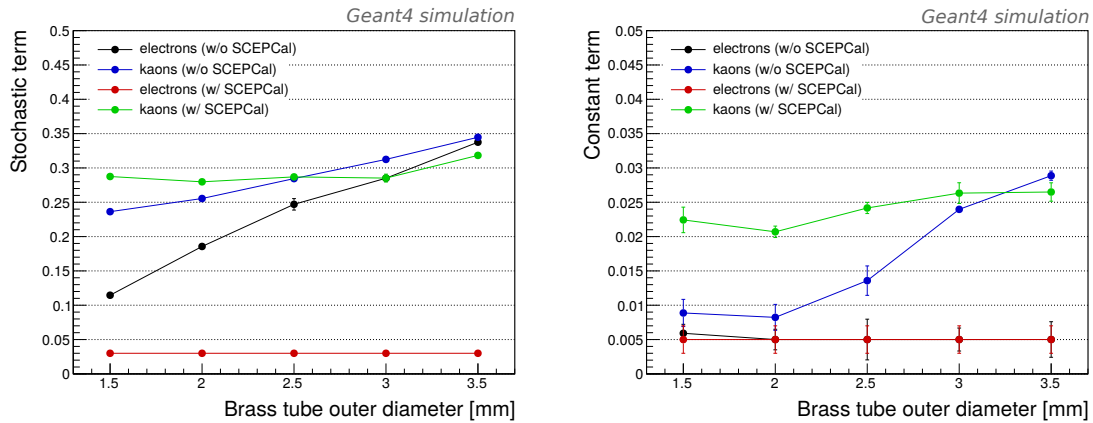 Geant4 simulation
Stochastic term
0.5
0.45
0.4
0.35
0.3
0.25
0.2
0.15
0.1
0.05
0
electrons (w/o SCEPCal)
kaons (w/o SCEPCal)
electrons (w/ SCEPCal)
kaons (w/ SCEPCal)
1.5 2 2.5 3 3.5
Brass tube outer diameter [mm]
Geant4 simulation
Constant term
0.05
0.045
0.04
0.035
0.03
0.025
0.02
0.015
0.01
0.005
0
electrons (w/o SCEPCal)
kaons (w/o SCEPCal)
electrons (w/ SCEPCal)
kaons (w/ SCEPCal)
1.5 2 2.5 3 3.5
Brass tube outer diameter [mm]